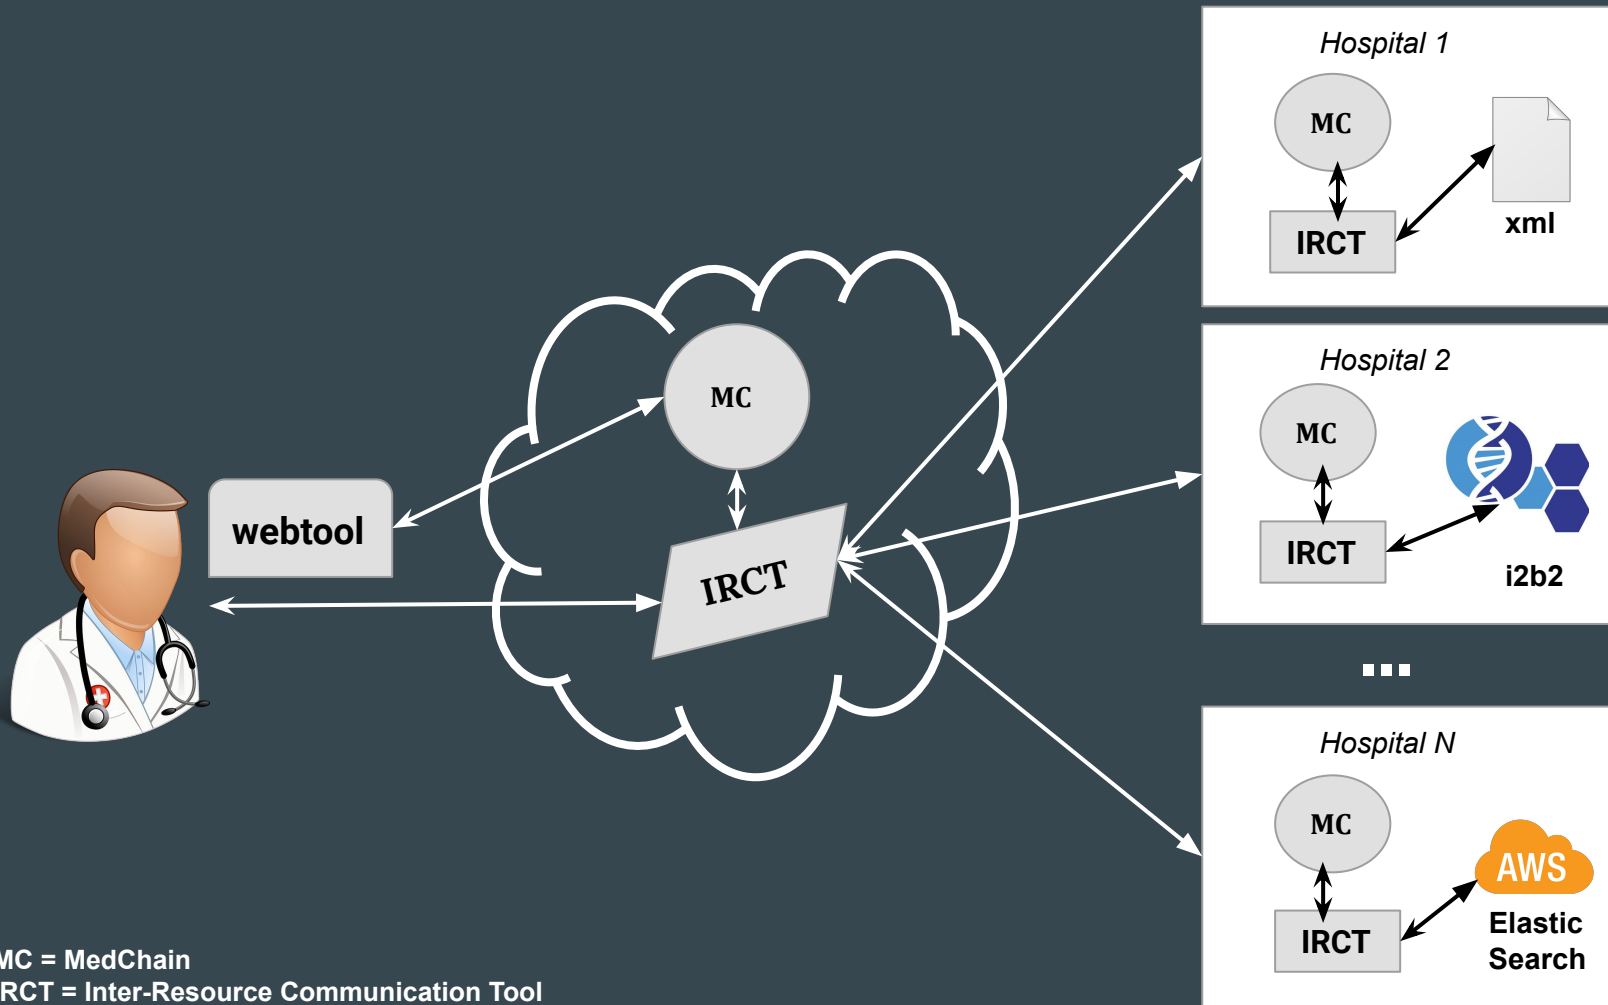 Hospital 1
MC
IRCT
xml
Hospital 2
MC
IRCT
i2b2
MC
IRCT
webtool
...
Hospital N
MC
IRCT
AWS
Elastic
Search
MC = MedChain
RCT = Inter-Resource Communication Tool